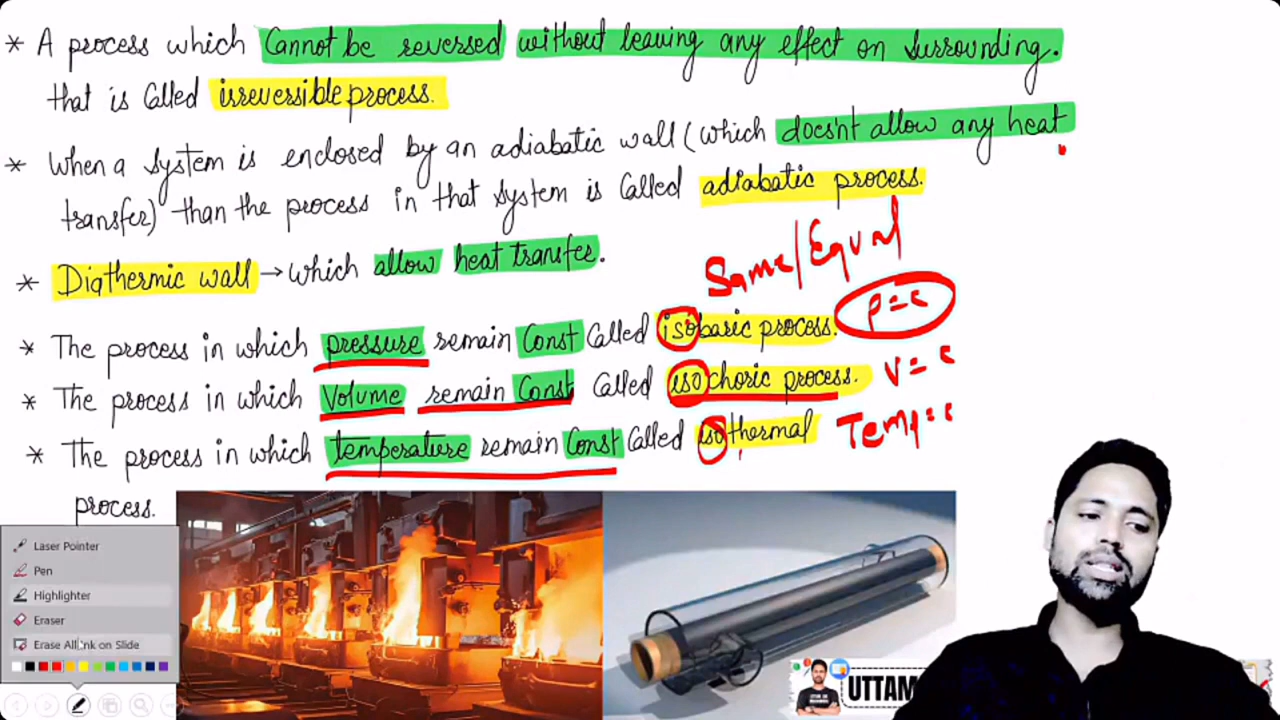 * A process which Cannot be reversed without leaving any effect on Surrounding.
that is Called irreversible process.
* When a system is enclosed by an adiabatic wall (which does'nt allow any heat
transfer) than the process in that system is Called adiabatic process.
* Diathermic wall → which allow heat transfer.
Same/Equal
* The process in which pressure remain Const Called isobaric process. P=c
* The process in which Volume remain Const Called isochoric process. V=c
* The process in which temperature remain Const Called isothermal Temp=c
process.
Laser Pointer
Pen
Highlighter
Eraser
Erase All Ink on Slide
UTTAM